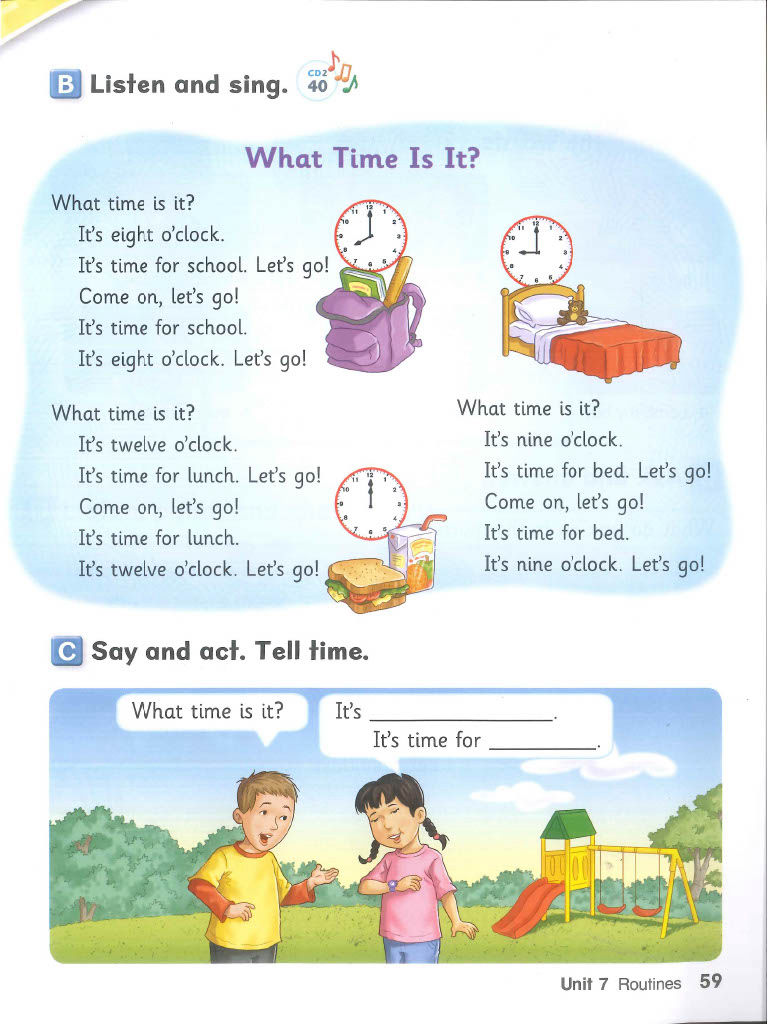 B Listen and sing. CD2 40
What Time Is It?
What time is it?
It's eight o'clock.
It's time for school. Let's go!
Come on, let's go!
It's time for school.
It's eight o'clock. Let's go!
What time is it?
It's twelve o'clock.
It's time for lunch. Let's go!
Come on, let's go!
It's time for lunch.
It's twelve o'clock. Let's go!
What time is it?
It's nine o'clock.
It's time for bed. Let's go!
Come on, let's go!
It's time for bed.
It's nine o'clock. Let's go!
C Say and act. Tell time.
What time is it?
It's ____________________.
It's time for ____________.
Unit 7 Routines 59